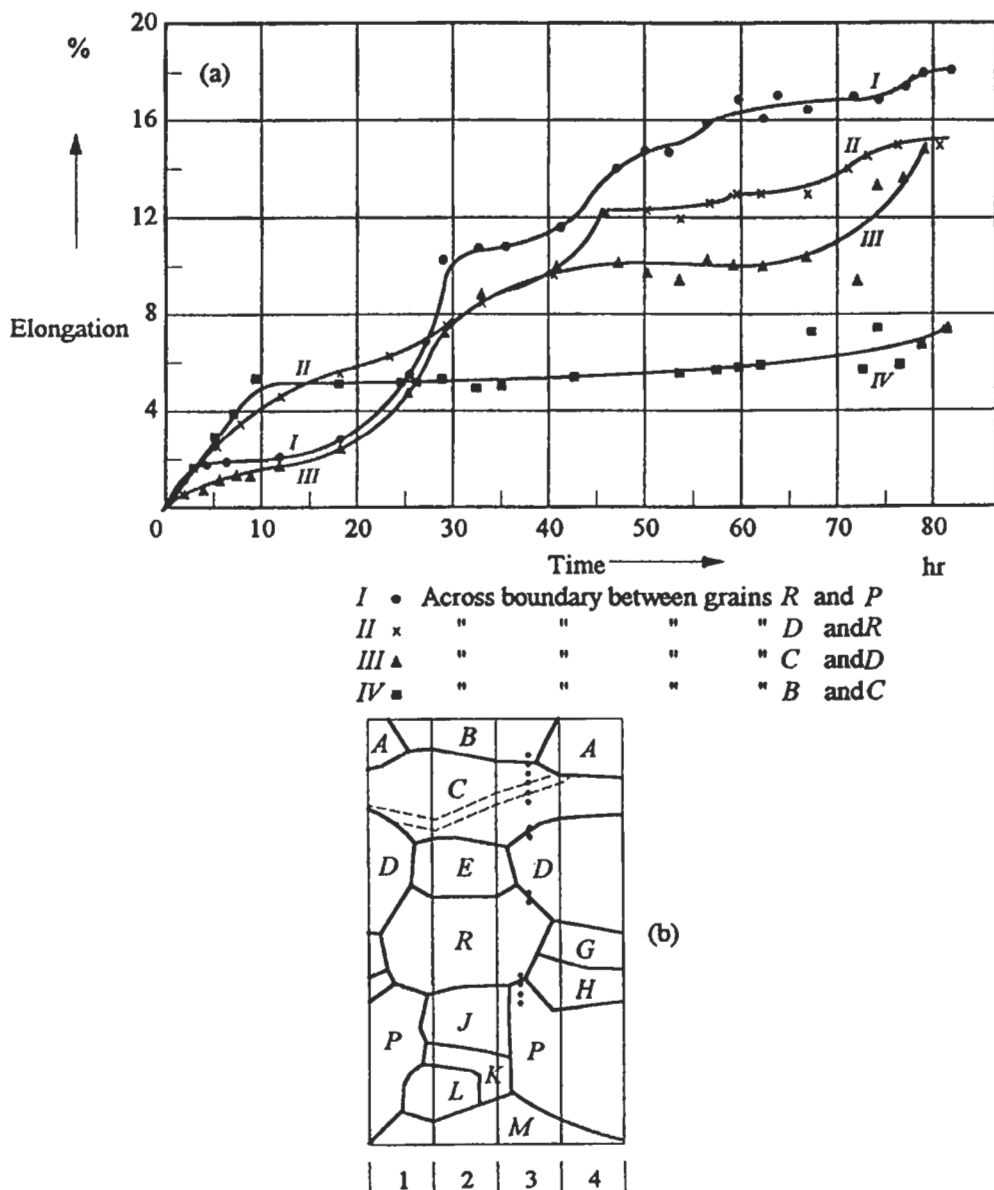 20
%
(a)
I
16
II
12
III
8
Elongation
II
4
IV
I
III
0 10 20 30 40 50 60 70 80
Time hr
I • Across boundary between grains R and P
II × " " " " D and R
III ▲ " " " " C and D
IV ■ " " " " B and C
A B A
C
D E D
R (b)
G
H
J
P P
K
L
M
1 2 3 4